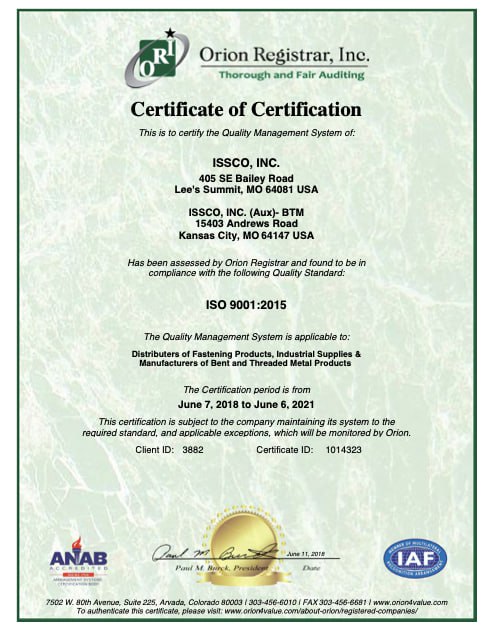 ORI
Orion Registrar, Inc.
Thorough and Fair Auditing
Certificate of Certification
This is to certify the Quality Management System of:
ISSCO, INC.
405 SE Bailey Road
Lee's Summit, MO 64081 USA
ISSCO, INC. (Aux)- BTM
15403 Andrews Road
Kansas City, MO 64147 USA
Has been assessed by Orion Registrar and found to be in
compliance with the following Quality Standard:
ISO 9001:2015
The Quality Management System is applicable to:
Distributers of Fastening Products, Industrial Supplies &
Manufacturers of Bent and Threaded Metal Products
The Certification period is from
June 7, 2018 to June 6, 2021
This certification is subject to the company maintaining its system to the
required standard, and applicable exceptions, which will be monitored by Orion.
Client ID: 3882 Certificate ID: 1014323
ANAB
ACCREDITED
MANAGEMENT SYSTEMS
CERTIFICATION BODY
June 11, 2018
Paul M. Burck, President Date
MEMBER OF MULTILATERAL
RECOGNITION ARRANGEMENT
IAF
7502 W. 80th Avenue, Suite 225, Arvada, Colorado 80003 I 303-456-6010 I FAX 303-456-6681 I www.orion4value.com
To authenticate this certificate, please visit: www.orion4value.com/about-orion/registered-companies/